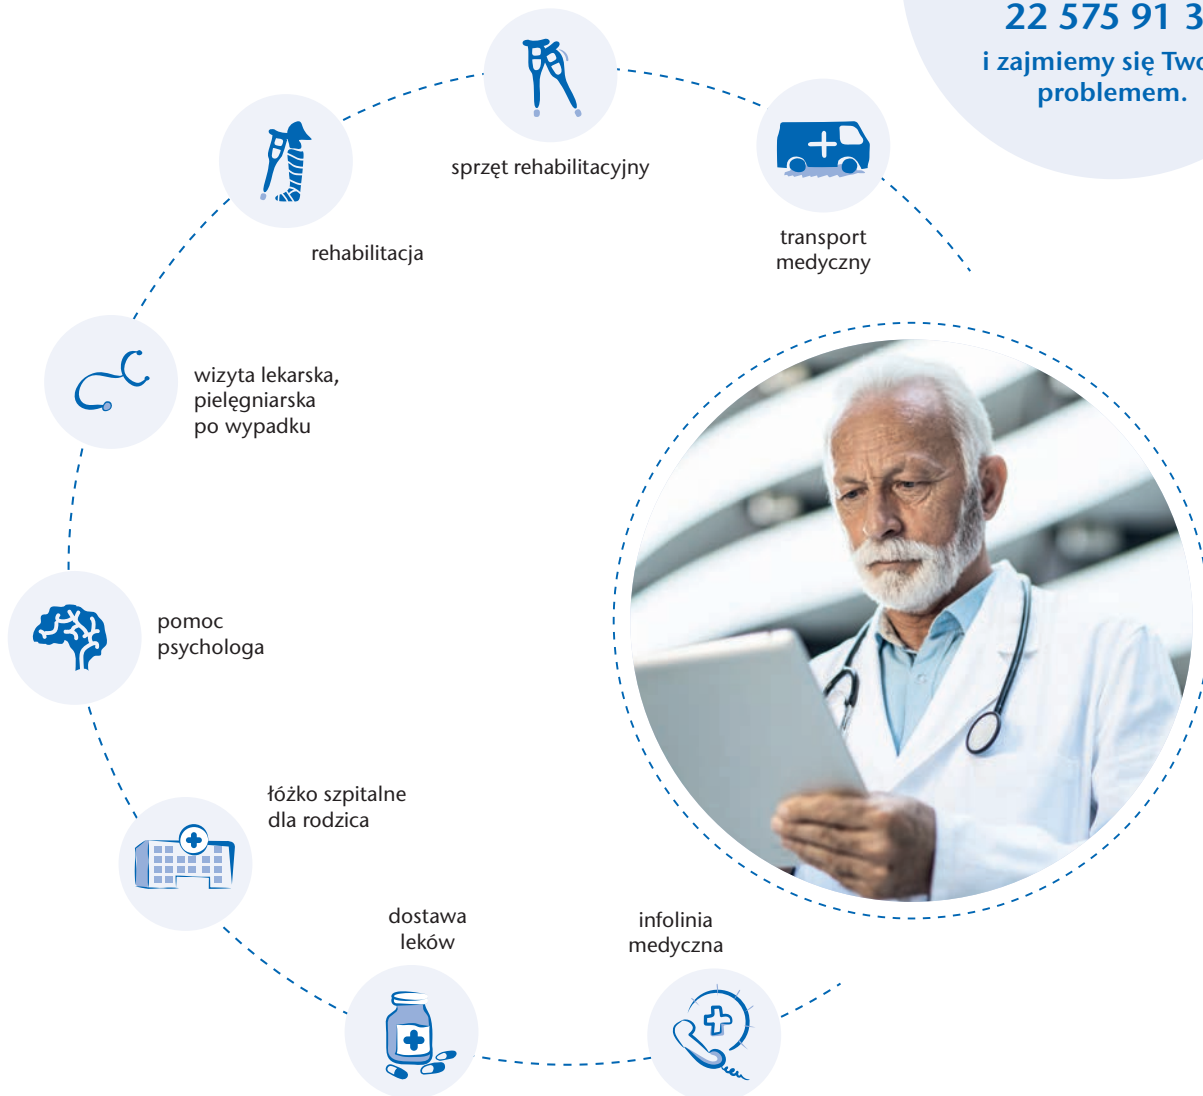 22 575 91 3
i zajmiemy się
problemem.
sprzęt rehabilitacyjny
transport
medyczny
rehabilitacja
wizyta lekarska,
pielęgniarska
po wypadku
pomoc
psychologa
łóżko szpitalne
dla rodzica
dostawa
leków
infolinia
medyczna